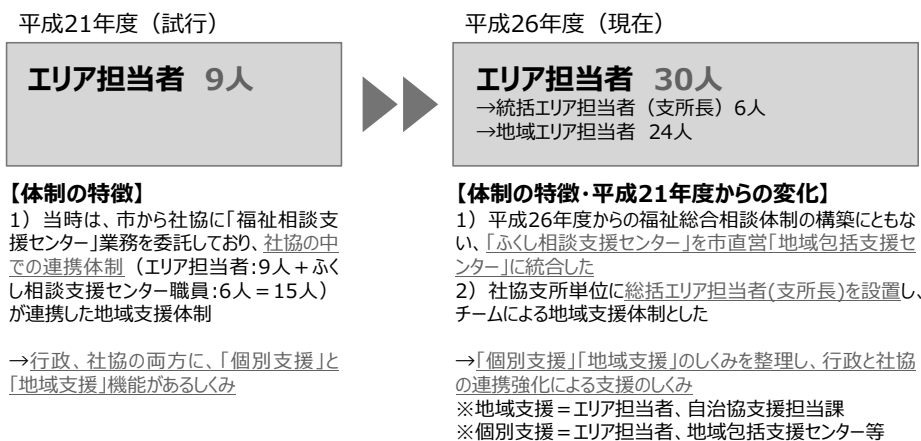 平成21年度（試行）
エリア担当者 9人
【体制の特徴】
1）当時は、市から社協に「福祉相談支
援センター」業務を委託しており、社協の中
での連携体制（エリア担当者:9人＋ふく
し相談支援センター職員:6人＝15人）
が連携した地域支援体制
→行政、社協の両方に、「個別支援」と
「地域支援」機能があるしくみ
平成26年度（現在）
エリア担当者 30人
→統括エリア担当者（支所長）6人
→地域エリア担当者 24人
【体制の特徴・平成21年度からの変化】
1）平成26年度からの福祉総合相談体制の構築にともな
い、「ふくし相談支援センター」を市直営「地域包括支援セ
ンター」に統合した
2）社協支所単位に総括エリア担当者(支所長)を設置し、
チームによる地域支援体制とした
→「個別支援」「地域支援」のしくみを整理し、行政と社協
の連携強化による支援のしくみ
※地域支援＝エリア担当者、自治協支援担当課
※個別支援＝エリア担当者、地域包括支援センター等